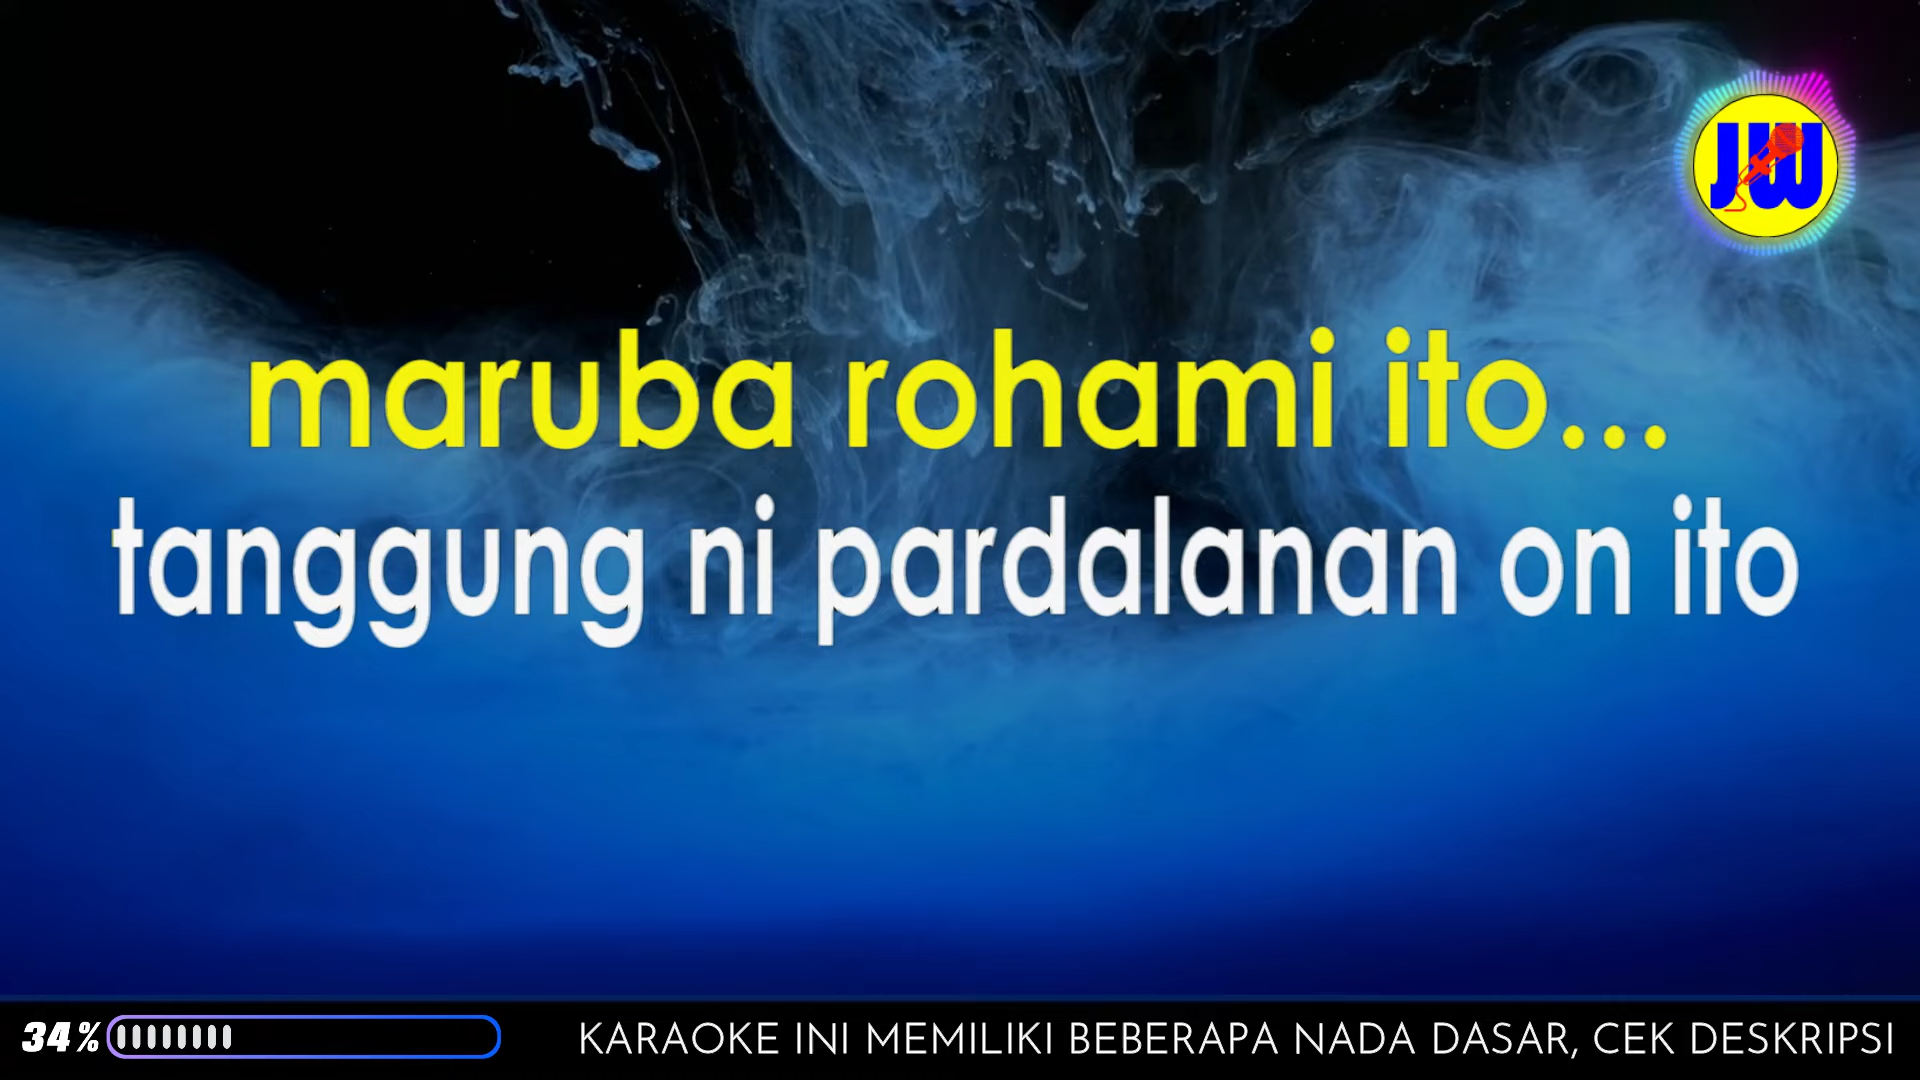 JW
maruba rohami ito...
tanggung ni pardalanan on ito
34%
KARAOKE INI MEMILIKI BEBERAPA NADA DASAR, CEK DESKRIPSI